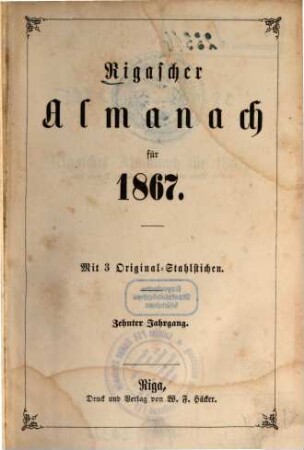 Rigascher
Almanach
für
1867.
Mit 3 Original-Stahlstichen.
Zehnter Jahrgang.
Riga,
Druck und Verlag von W. F. Häcker.